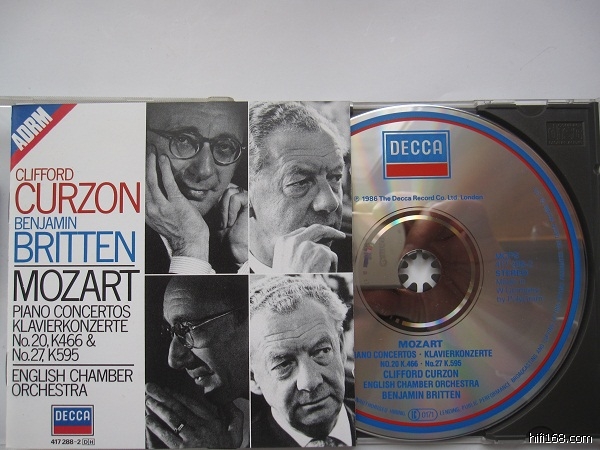 ADRM
CLIFFORD
CURZON
BENJAMIN
BRITTEN
MOZART
PIANO CONCERTOS
KLAVIERKONZERTE
No.20, K466 &
No.27 K595
ENGLISH CHAMBER
ORCHESTRA
DECCA
417 288-2 DH
DECCA
℗ 1986 The Decca Record Co. Ltd. London
MOZART
PIANO CONCERTOS · KLAVIERKONZERTE
NO.20 K.466 · No.27 K.595
CLIFFORD CURZON
ENGLISH CHAMBER ORCHESTRA
BENJAMIN BRITTEN
hifi168.com